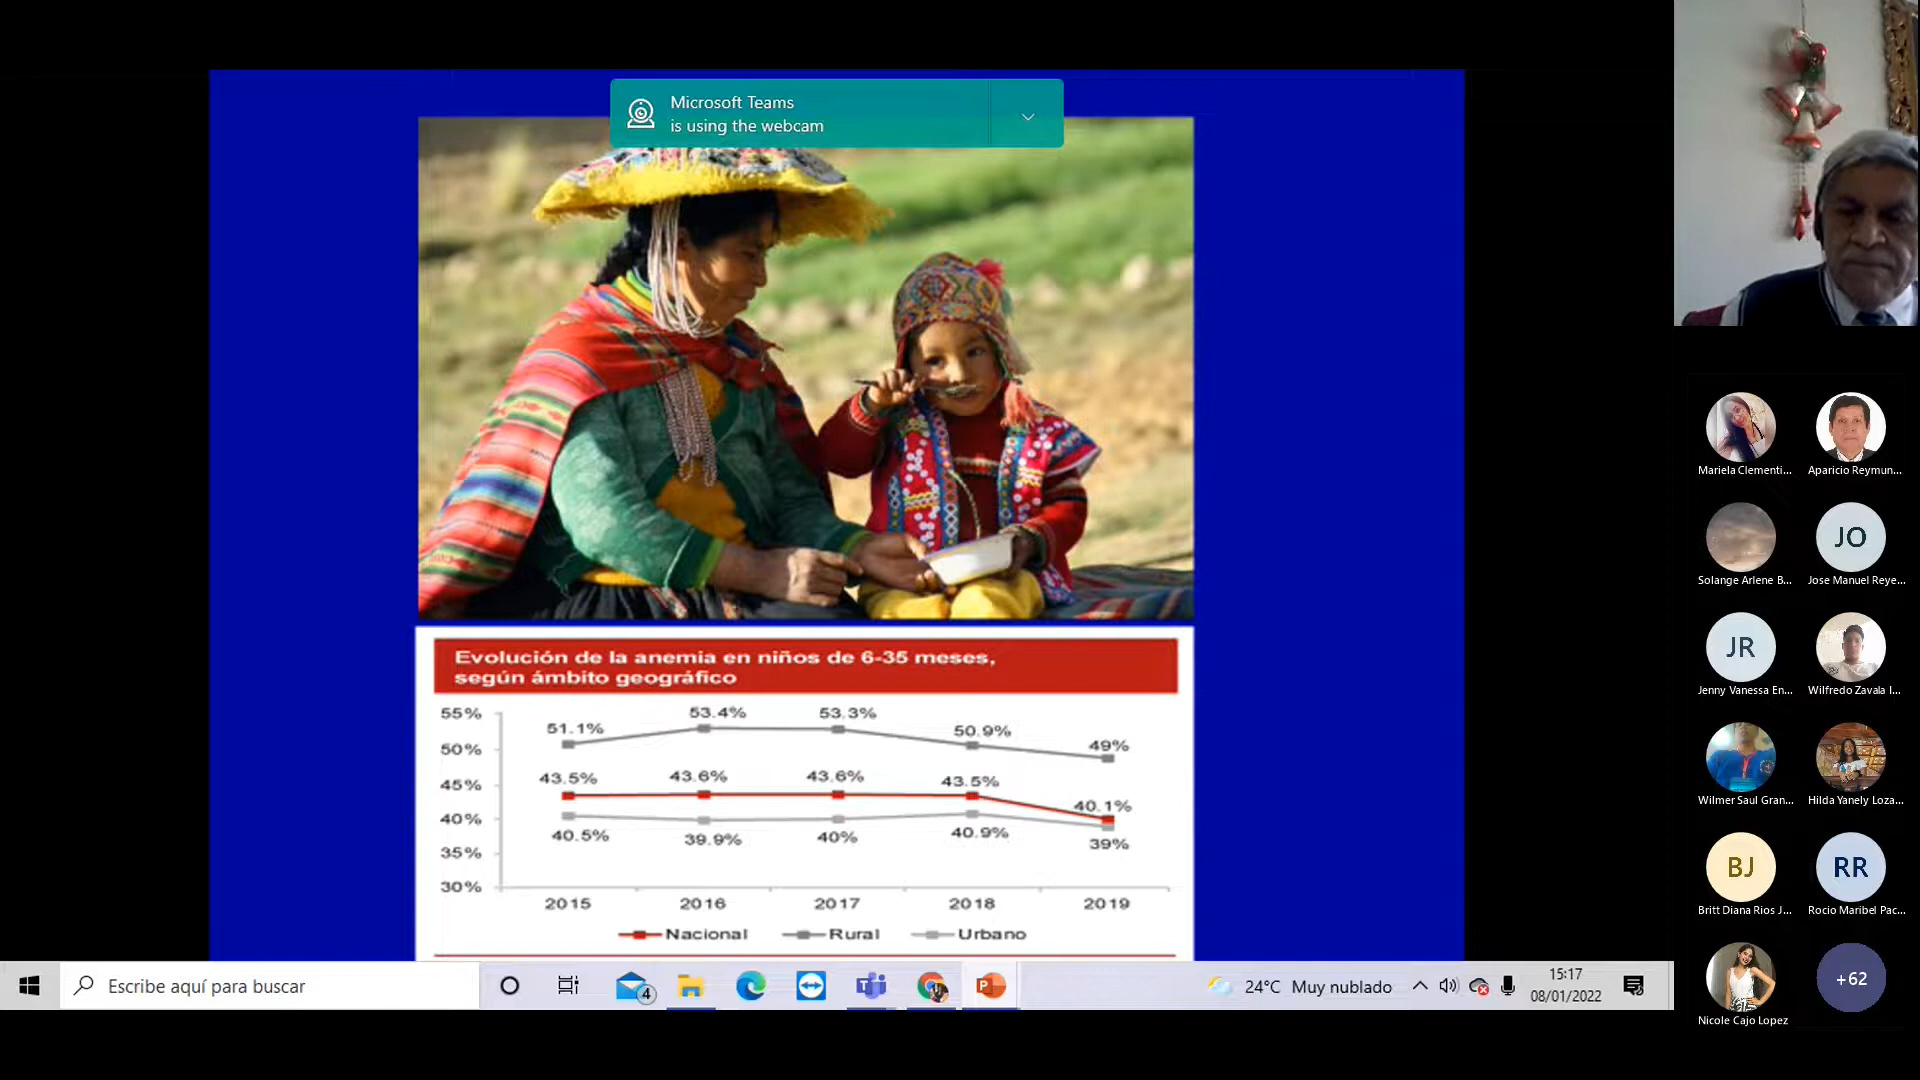 Microsoft Teams
is using the webcam
Evolución de la anemia en niños de 6-35 meses,
según ámbito geográfico
55%
50%
45%
40%
35%
30%
51.1%
53.4%
53.3%
50.9%
49%
43.5%
43.6%
43.6%
43.5%
40.1%
40.5%
39.9%
40%
40.9%
39%
2015
2016
2017
2018
2019
Nacional
Rural
Urbano
Escribe aquí para buscar
4
24°C Muy nublado
15:17
08/01/2022
Mariela Clementi...
Aparicio Reymun...
Solange Arlene B...
JO
Jose Manuel Reye...
JR
Jenny Vanessa En...
Wilfredo Zavala I...
Wilmer Saul Gran...
Hilda Yanely Loza...
BJ
Britt Diana Rios J...
RR
Rocio Maribel Pac...
Nicole Cajo Lopez
+62